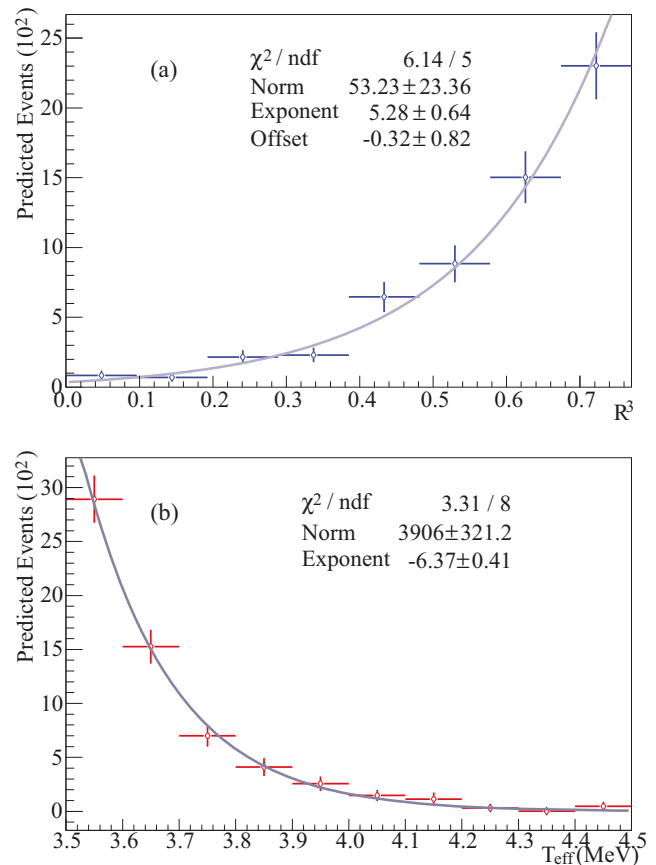 Predicted Events (10²)
25
20
15
10
5
0
(a)
χ² / ndf 6.14 / 5
Norm 53.23±23.36
Exponent 5.28±0.64
Offset -0.32±0.82
0.0 0.1 0.2 0.3 0.4 0.5 0.6 0.7
R³
Predicted Events (10²)
30
25
20
15
10
5
0
(b)
χ² / ndf 3.31 / 8
Norm 3906±321.2
Exponent -6.37±0.41
3.5 3.6 3.7 3.8 3.9 4.0 4.1 4.2 4.3 4.4 4.5
T_eff (MeV)